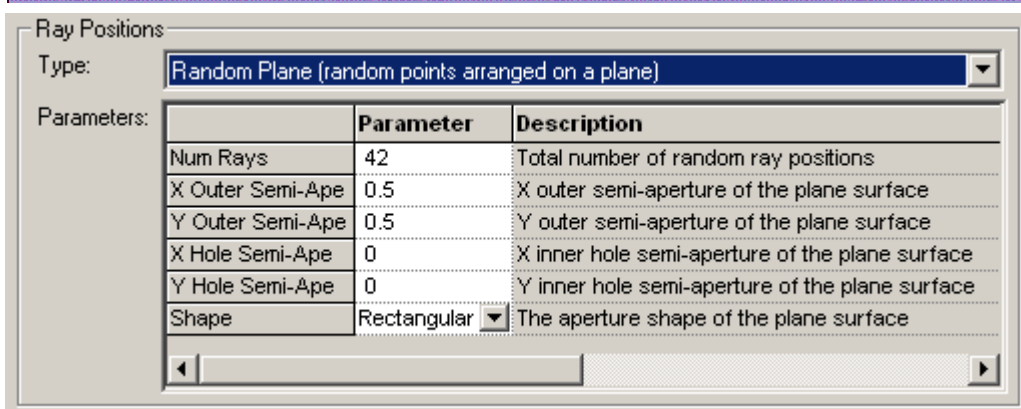 Ray Positions
Type: Random Plane (random points arranged on a plane)
Parameters: Parameter Description
Num Rays 42 Total number of random ray positions
X Outer Semi-Ape 0.5 X outer semi-aperture of the plane surface
Y Outer Semi-Ape 0.5 Y outer semi-aperture of the plane surface
X Hole Semi-Ape 0 X inner hole semi-aperture of the plane surface
Y Hole Semi-Ape 0 Y inner hole semi-aperture of the plane surface
Shape Rectangular The aperture shape of the plane surface